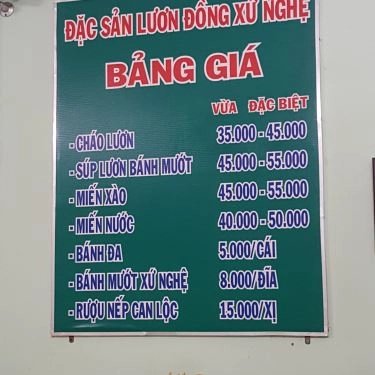 ĐẶC SẢN LƯƠN ĐỒNG XỨ NGHỆ
BẢNG GIÁ
VỪA ĐẶC BIỆT
- CHÁO LƯƠN 35.000 - 45.000
- SÚP LƯƠN BÁNH MƯỚT 45.000 - 55.000
- MIẾN XÀO 45.000 - 55.000
- MIẾN NƯỚC 40.000 - 50.000
- BÁNH ĐA 5.000/CÁI
- BÁNH MƯỚT XỨ NGHỆ 8.000/ĐĨA
- RƯỢU NẾP CAN LỘC 15.000/XỊ